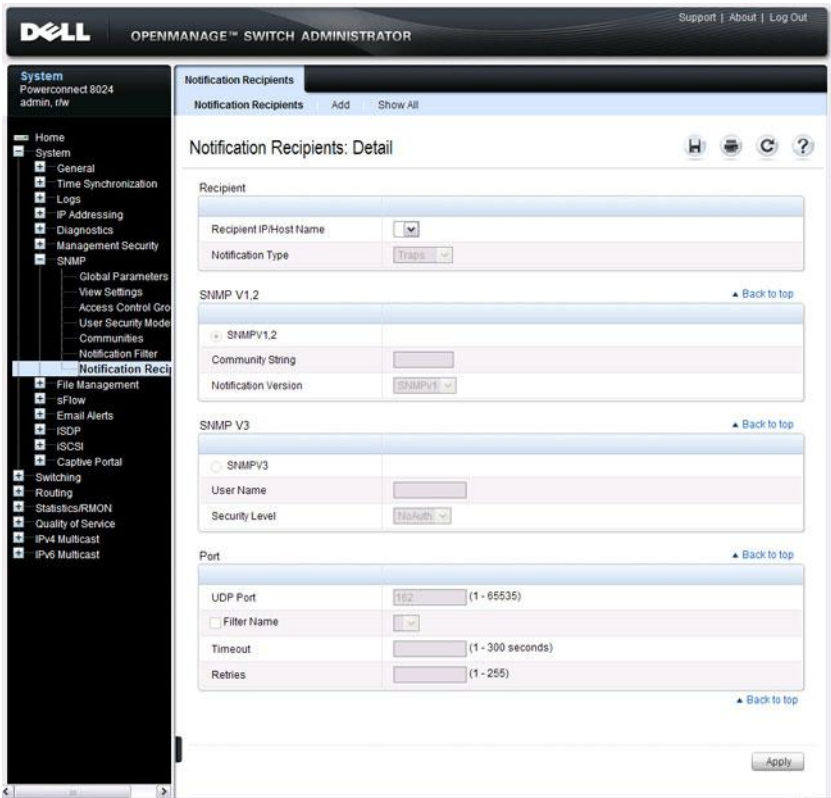 Support | About | Log Out
DELL
OPENMANAGE™ SWITCH ADMINISTRATOR
System
Powerconnect 8024
admin, r/w
Home
System
General
Time Synchronization
Logs
IP Addressing
Diagnostics
Management Security
SNMP
Global Parameters
View Settings
Access Control Gro
User Security Mode
Communities
Notification Filter
Notification Recip
File Management
sFlow
Email Alerts
ISDP
iSCSI
Captive Portal
Switching
Routing
Statistics/RMON
Quality of Service
IPv4 Multicast
IPv6 Multicast
Notification Recipients
Notification Recipients Add Show All
Notification Recipients: Detail
?
Recipient
Recipient IP/Host Name
Notification Type Traps
SNMP V1,2 Back to top
SNMPV1,2
Community String
Notification Version SNMPv1
SNMP V3 Back to top
SNMPV3
User Name
Security Level NoAuth
Port Back to top
UDP Port 162 (1 - 65535)
Filter Name
Timeout (1 - 300 seconds)
Retries (1 - 255)
Back to top
Apply